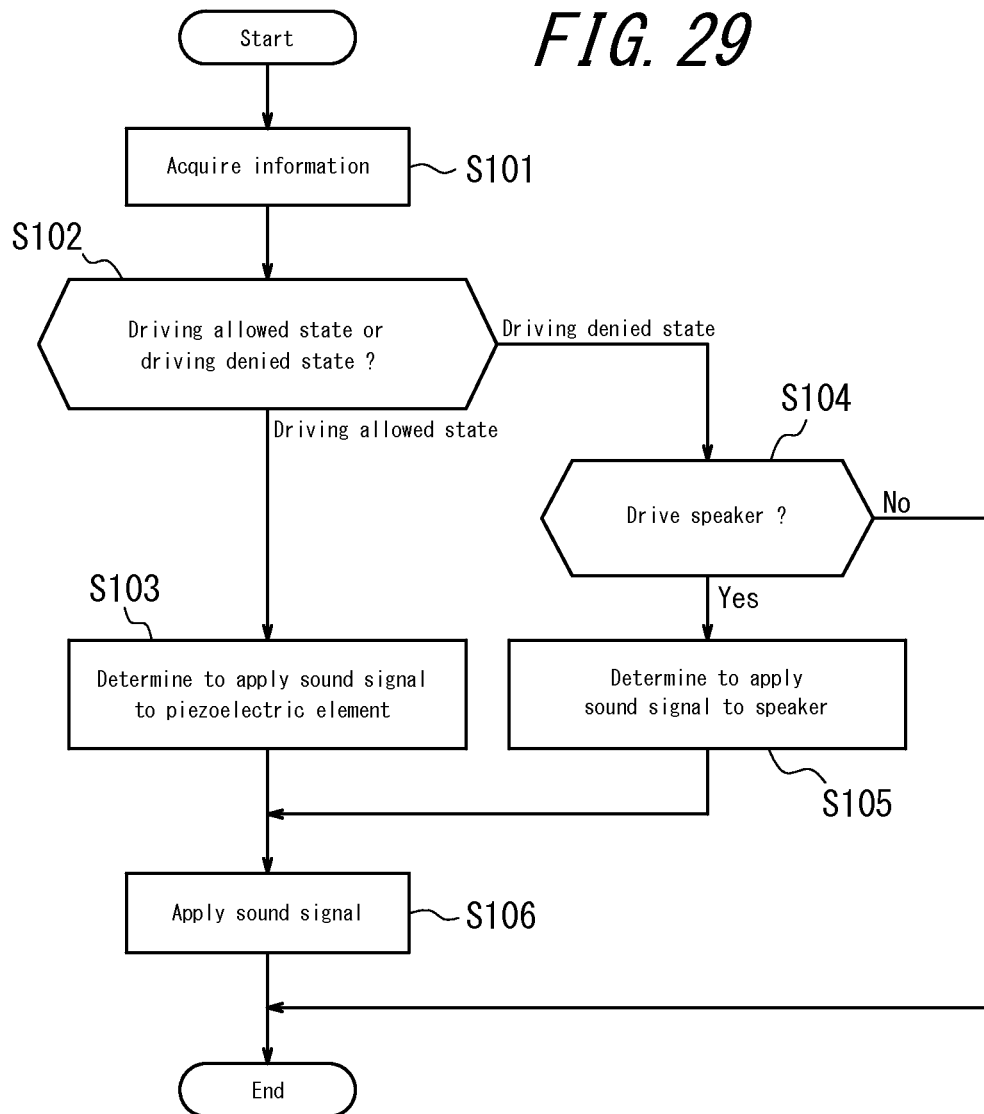 FIG. 29
Start
Acquire information
S101
S102
Driving allowed state or
driving denied state ?
Driving denied state
Driving allowed state
S104
Drive speaker ?
No
Yes
S103
Determine to apply sound signal
to piezoelectric element
Determine to apply
sound signal to speaker
S105
Apply sound signal
S106
End